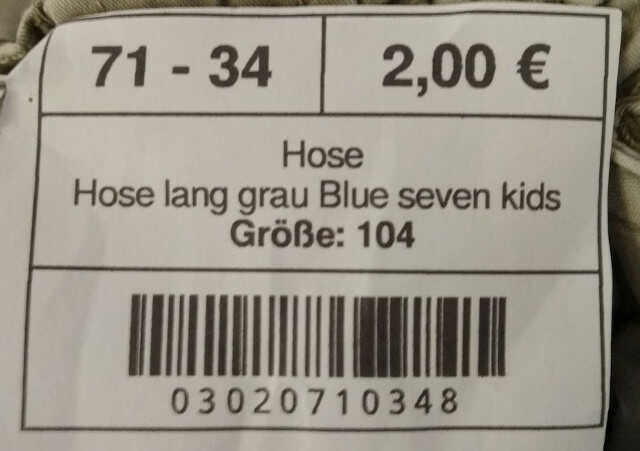 71 - 34
2,00 €
Hose
Hose lang grau Blue seven kids
Größe: 104
03020710348